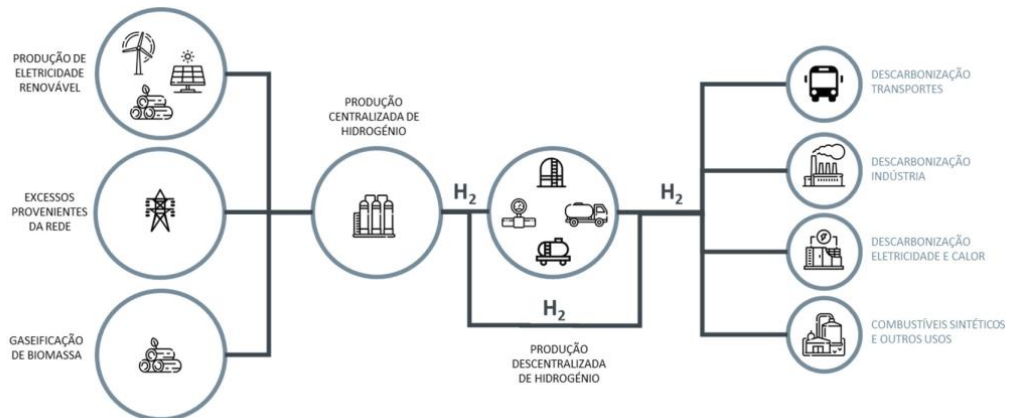 PRODUÇÃO DE
ELETRICIDADE
RENOVÁVEL
EXCESSOS
PROVENIENTES
DA REDE
GASEIFICAÇÃO
DE BIOMASSA
PRODUÇÃO
CENTRALIZADA DE
HIDROGÉNIO
H₂
H₂
H₂
PRODUÇÃO
DESCENTRALIZADA
DE HIDROGÉNIO
DESCARBONIZAÇÃO
TRANSPORTES
DESCARBONIZAÇÃO
INDÚSTRIA
DESCARBONIZAÇÃO
ELETRICIDADE E CALOR
COMBUSTÍVEIS SINTÉTICOS
E OUTROS USOS